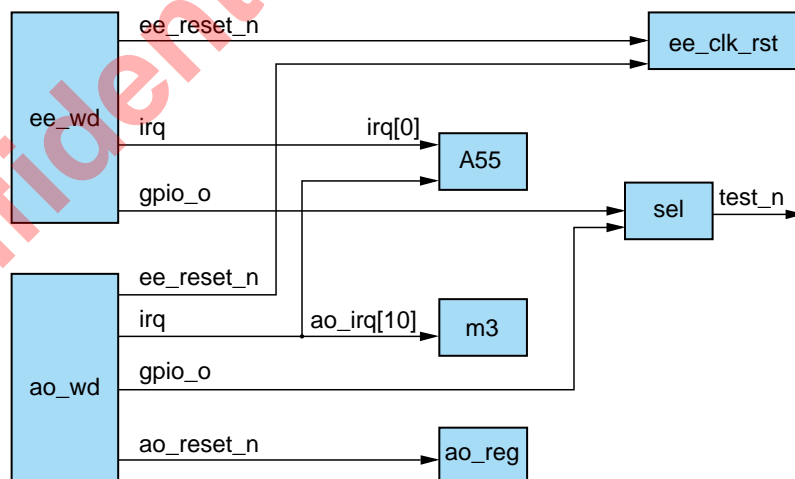 ee_reset_n
ee_clk_rst
ee_wd
irq
irq[0]
A55
gpio_o
sel
test_n
ee_reset_n
irq
ao_irq[10]
m3
ao_wd
gpio_o
ao_reset_n
ao_reg
nfident